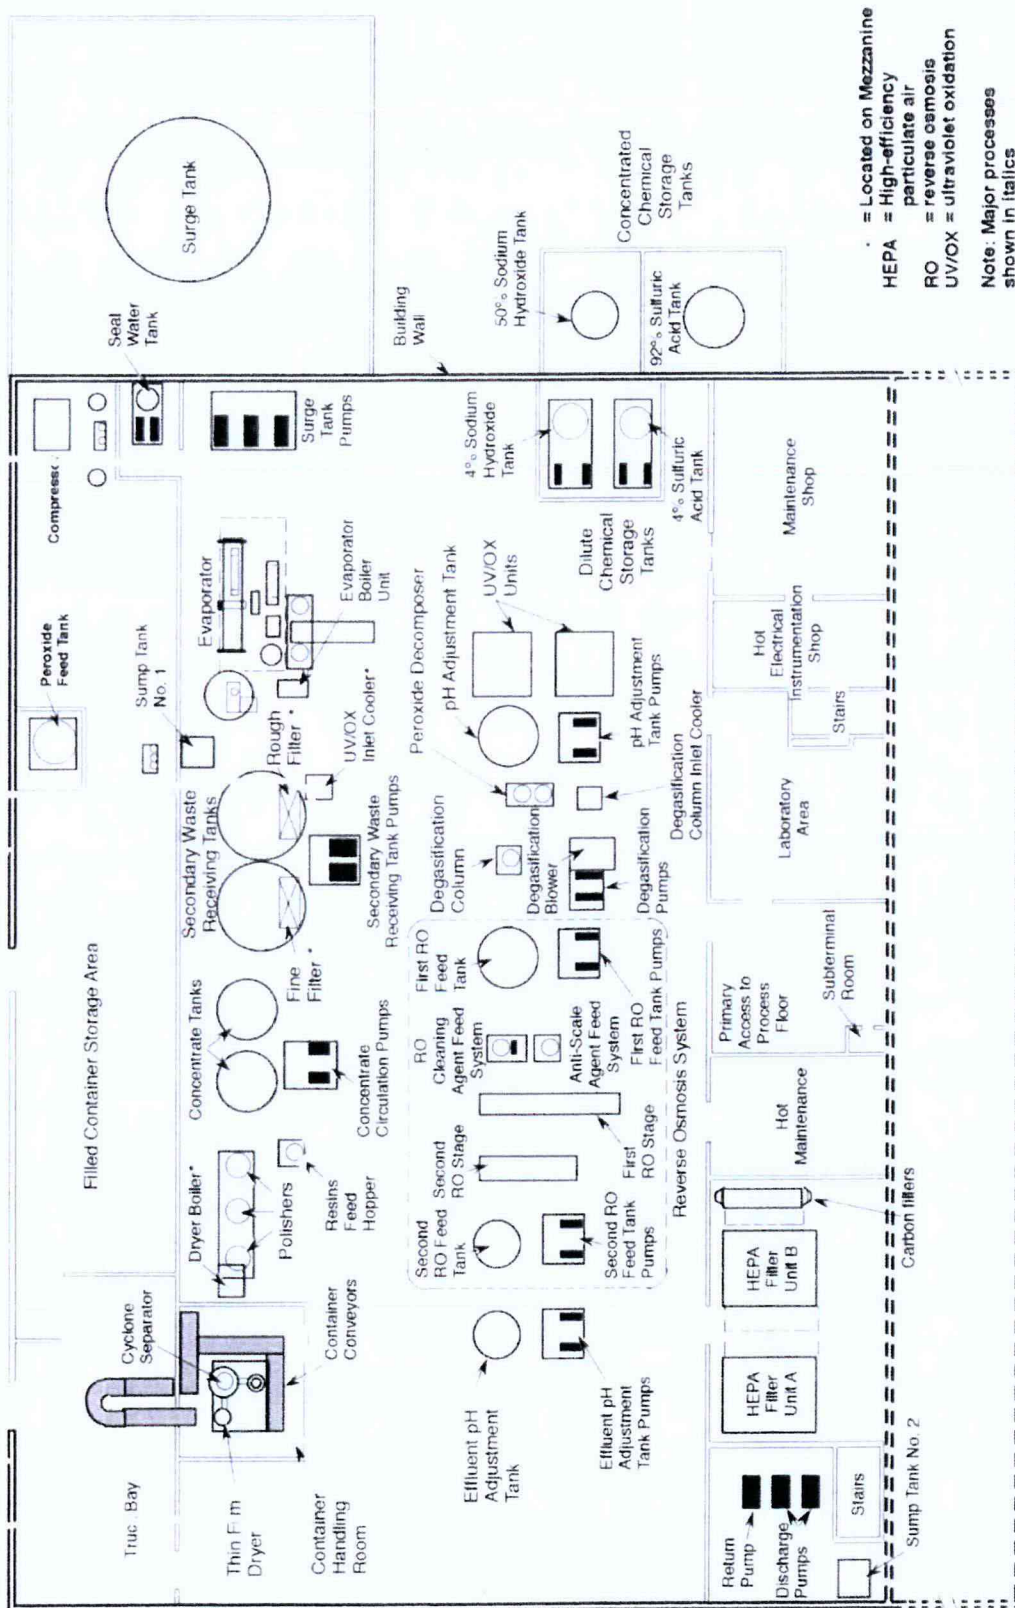 Surge Tank
Seal
Water
Tank
Building
Wall
50% Sodium
Hydroxide Tank
92% Sulfuric
Acid Tank
Concentrated
Chemical
Storage
Tanks
Surge
Tank
Pumps
4% Sodium
Hydroxide
Tank
4% Sulfuric
Acid Tank
Dilute
Chemical
Storage
Tanks
Peroxide
Feed Tank
Sump Tank
No. 1
Evaporator
Evaporator
Boiler
Unit
Rough
Filter *
UV/OX
Inlet Cooler*
Peroxide Decomposer
pH Adjustment Tank
UV/OX
Units
pH Adjustment
Tank Pumps
Degasification
Column Inlet Cooler
Filled Container Storage Area
Secondary Waste
Receiving Tanks
Secondary Waste
Receiving Tank Pumps
Fine
Filter *
Degasification
Column
Degasification
Blower
Degasification
Pumps
Concentrate Tanks
Concentrate
Circulation Pumps
First RO
Feed
Tank
First RO
Feed Tank Pumps
RO
Cleaning
Agent Feed
System
Anti-Scale
Agent Feed
System
Second
RO Stage
First
RO Stage
Reverse Osmosis System
Dryer Boiler*
Polishers
Resins
Feed
Hopper
Second
RO Feed
Tank
Second RO
Feed Tank
Pumps
Cyclone
Separator
Container
Conveyors
Bay
Dryer
Container
Handling
Room
Effluent pH
Adjustment
Tank
Effluent pH
Adjustment
Tank Pumps
Maintenance
Shop
Hot
Electrical
Instrumentation
Shop
Stairs
Laboratory
Area
Primary
Access to
Process
Floor
Subterminal
Room
Hot
Maintenance
HEPA
Filter
Unit B
HEPA
Filter
Unit A
Carbon filters
Return
Pump
Discharge
Pumps
Stairs
Sump Tank No. 2
= Located on Mezzanine
HEPA = High-efficiency
particulate air
RO = reverse osmosis
UV/OX = ultraviolet oxidation
Note: Major processes
shown in italics